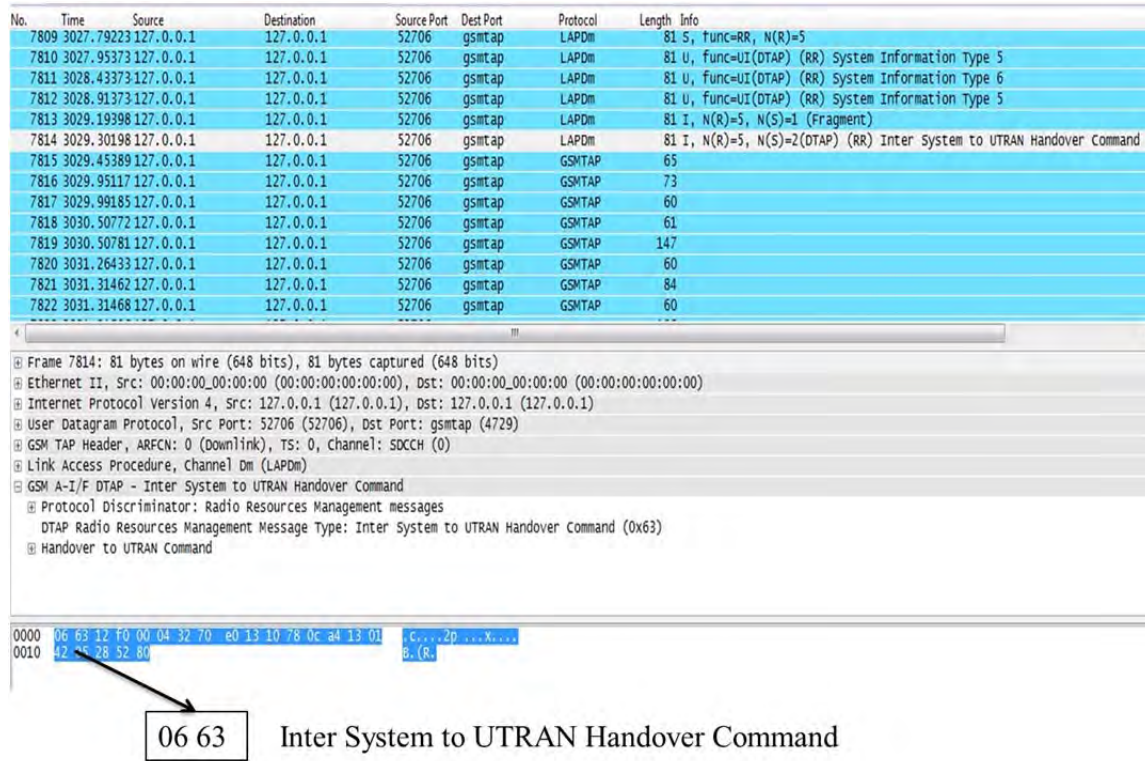 No. Time Source Destination Source Port Dest Port Protocol Length Info
7809 3027.79223 127.0.0.1 127.0.0.1 52706 gsmtap LAPDm 81 S, func=RR, N(R)=5
7810 3027.95373 127.0.0.1 127.0.0.1 52706 gsmtap LAPDm 81 U, func=UI(DTAP) (RR) System Information Type 5
7811 3028.43373 127.0.0.1 127.0.0.1 52706 gsmtap LAPDm 81 U, func=UI(DTAP) (RR) System Information Type 6
7812 3028.91373 127.0.0.1 127.0.0.1 52706 gsmtap LAPDm 81 U, func=UI(DTAP) (RR) System Information Type 5
7813 3029.19398 127.0.0.1 127.0.0.1 52706 gsmtap LAPDm 81 I, N(R)=5, N(S)=1 (Fragment)
7814 3029.30198 127.0.0.1 127.0.0.1 52706 gsmtap LAPDm 81 I, N(R)=5, N(S)=2(DTAP) (RR) Inter System to UTRAN Handover Command
7815 3029.45389 127.0.0.1 127.0.0.1 52706 gsmtap GSMTAP 65
7816 3029.95117 127.0.0.1 127.0.0.1 52706 gsmtap GSMTAP 73
7817 3029.99185 127.0.0.1 127.0.0.1 52706 gsmtap GSMTAP 60
7818 3030.50772 127.0.0.1 127.0.0.1 52706 gsmtap GSMTAP 61
7819 3030.50781 127.0.0.1 127.0.0.1 52706 gsmtap GSMTAP 147
7820 3031.26433 127.0.0.1 127.0.0.1 52706 gsmtap GSMTAP 60
7821 3031.31462 127.0.0.1 127.0.0.1 52706 gsmtap GSMTAP 84
7822 3031.31468 127.0.0.1 127.0.0.1 52706 gsmtap GSMTAP 60
Frame 7814: 81 bytes on wire (648 bits), 81 bytes captured (648 bits)
Ethernet II, Src: 00:00:00_00:00:00 (00:00:00:00:00:00), Dst: 00:00:00_00:00:00 (00:00:00:00:00:00)
Internet Protocol Version 4, Src: 127.0.0.1 (127.0.0.1), Dst: 127.0.0.1 (127.0.0.1)
User Datagram Protocol, Src Port: 52706 (52706), Dst Port: gsmtap (4729)
GSM TAP Header, ARFCN: 0 (Downlink), TS: 0, Channel: SDCCH (0)
Link Access Procedure, Channel Dm (LAPDm)
GSM A-I/F DTAP - Inter System to UTRAN Handover Command
Protocol Discriminator: Radio Resources Management messages
DTAP Radio Resources Management Message Type: Inter System to UTRAN Handover Command (0x63)
Handover to UTRAN Command
0000 06 63 12 f0 00 04 32 70 e0 13 10 78 0c a4 13 01 .c....2p ...x....
0010 42 28 52 80 B.(R.
06 63 Inter System to UTRAN Handover Command